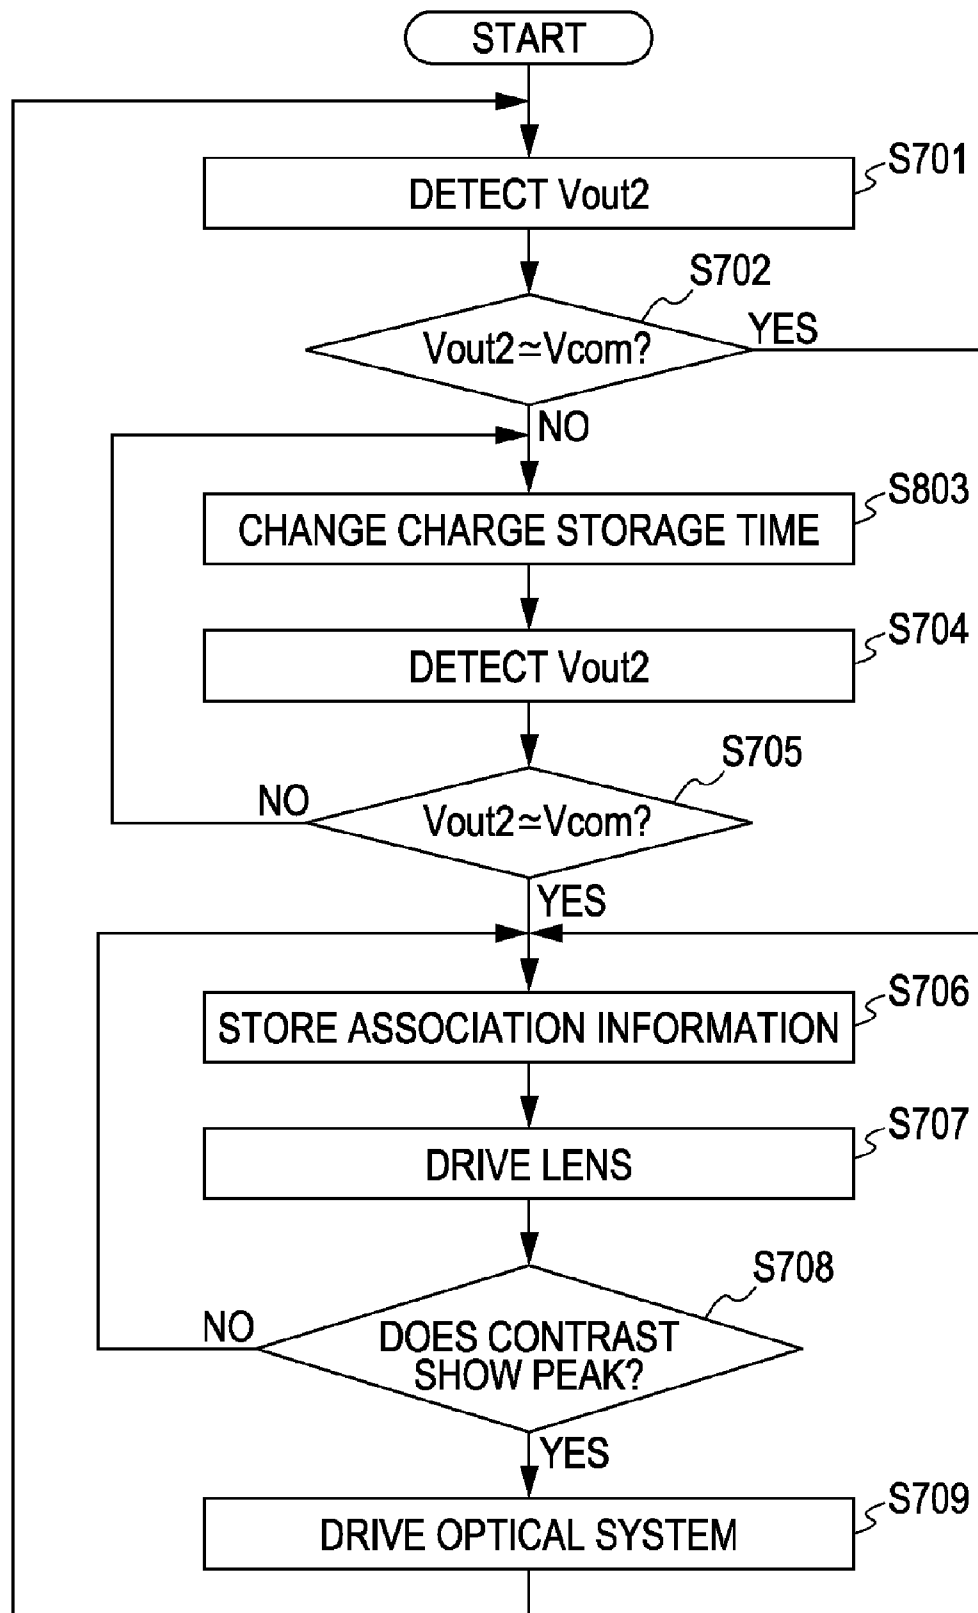 START
S701
DETECT Vout2
S702
Vout2≃Vcom?
YES
NO
S803
CHANGE CHARGE STORAGE TIME
S704
DETECT Vout2
S705
NO
Vout2≃Vcom?
YES
S706
STORE ASSOCIATION INFORMATION
S707
DRIVE LENS
S708
NO
DOES CONTRAST
SHOW PEAK?
YES
S709
DRIVE OPTICAL SYSTEM